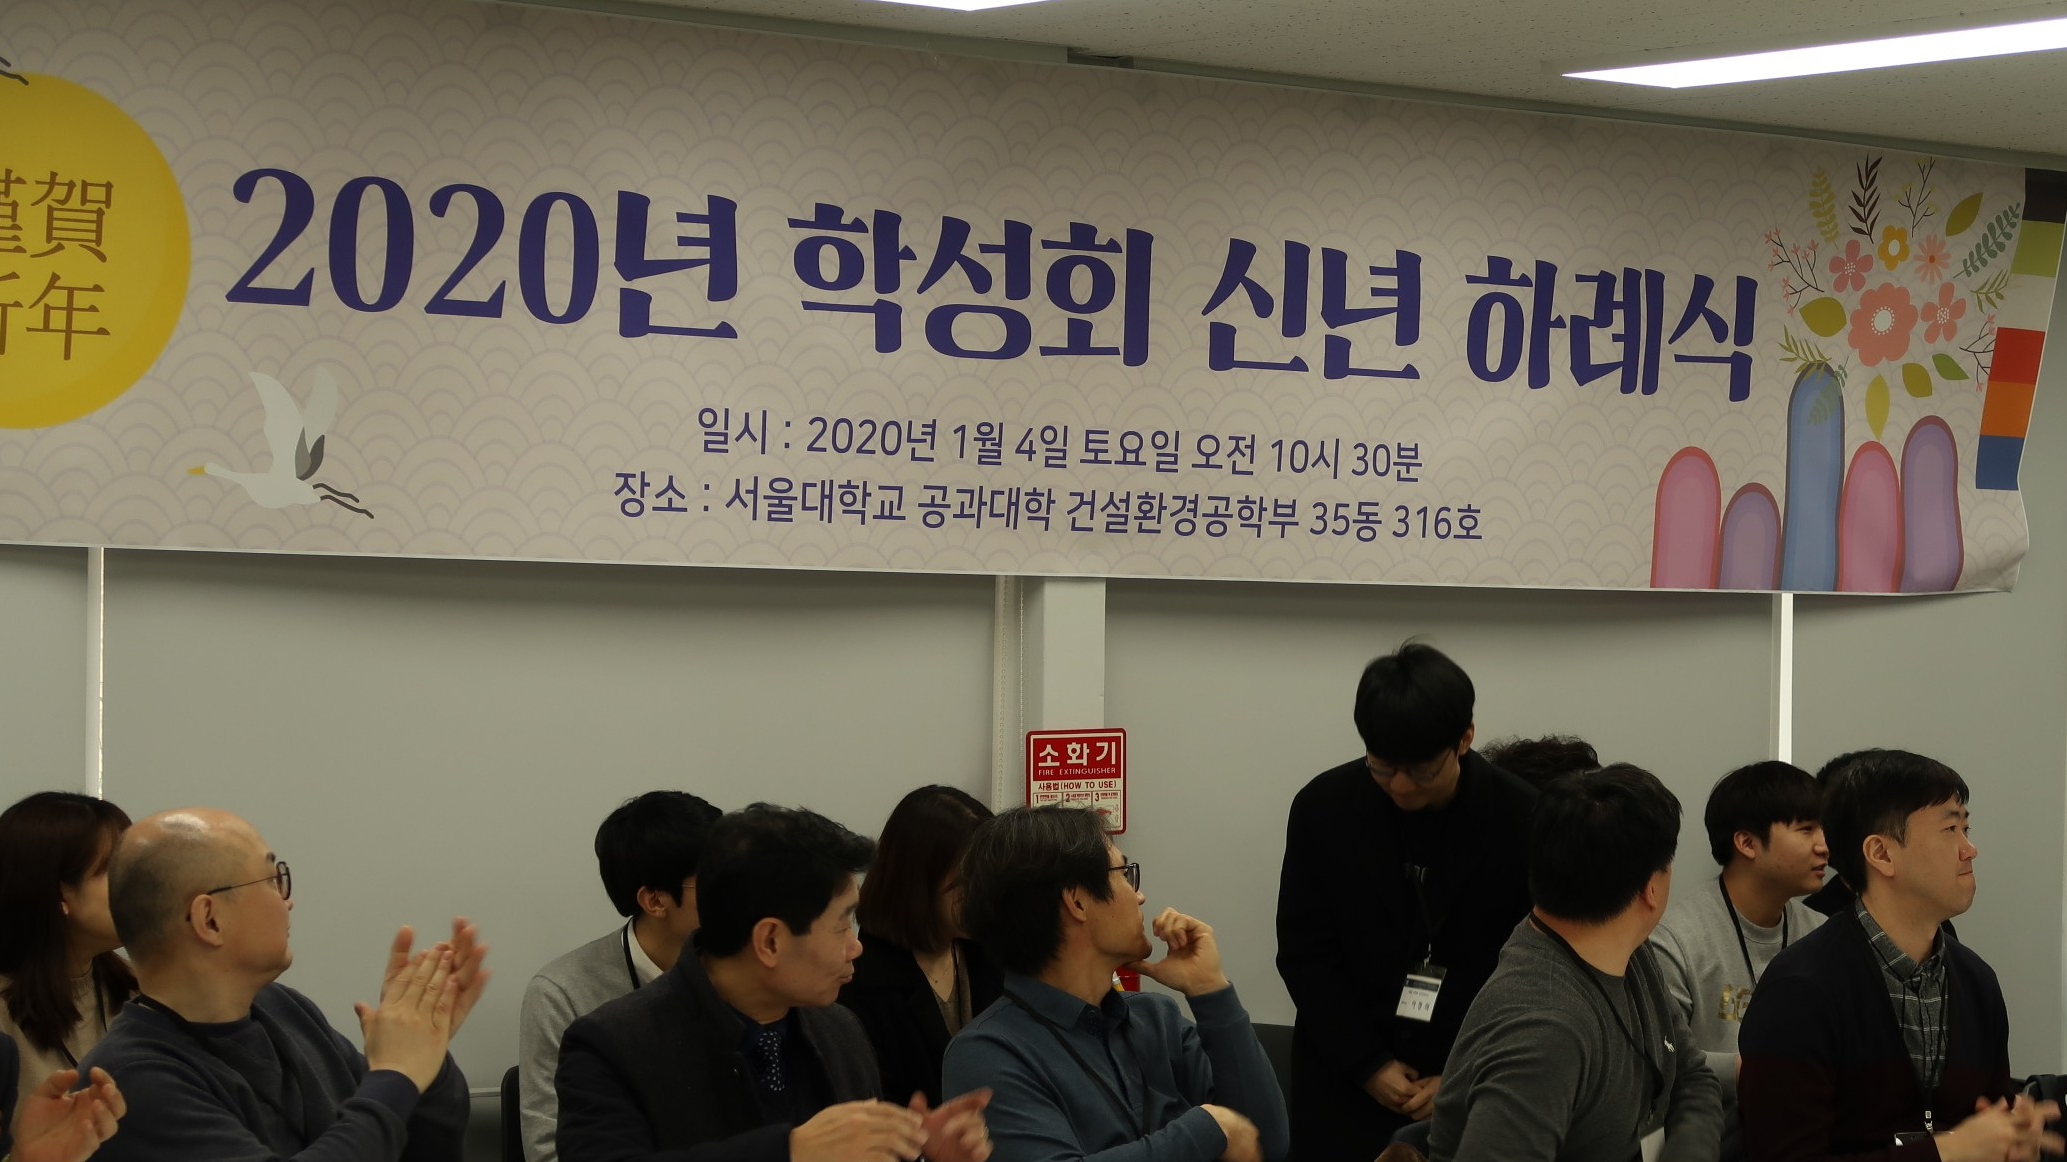 謹賀
新年
2020년 학성회 신년 하례식
일시 : 2020년 1월 4일 토요일 오전 10시 30분
장소 : 서울대학교 공과대학 건설환경공학부 35동 316호
소화기
FIRE EXTINGUISHER
사용법(HOW TO USE)
1
2
3